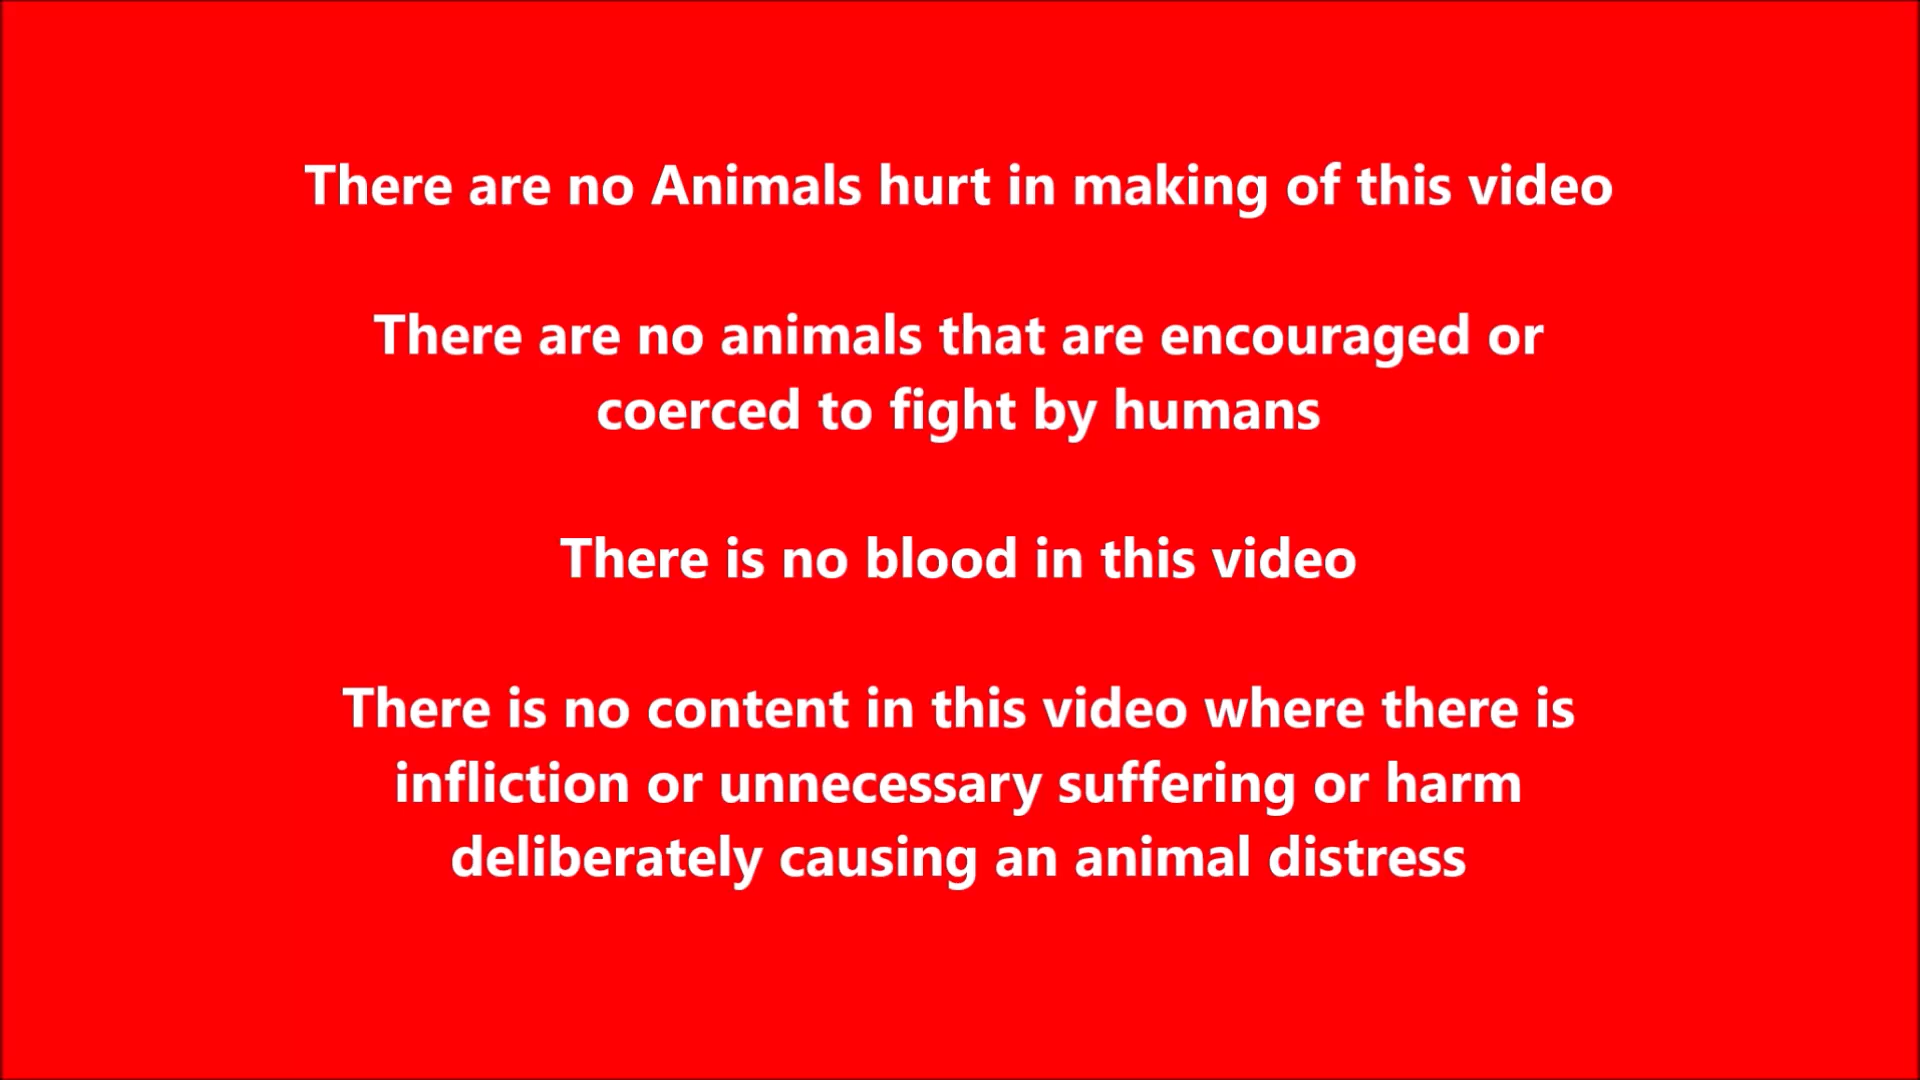 There are no Animals hurt in making of this video
There are no animals that are encouraged or
coerced to fight by humans
There is no blood in this video
There is no content in this video where there is
infliction or unnecessary suffering or harm
deliberately causing an animal distress